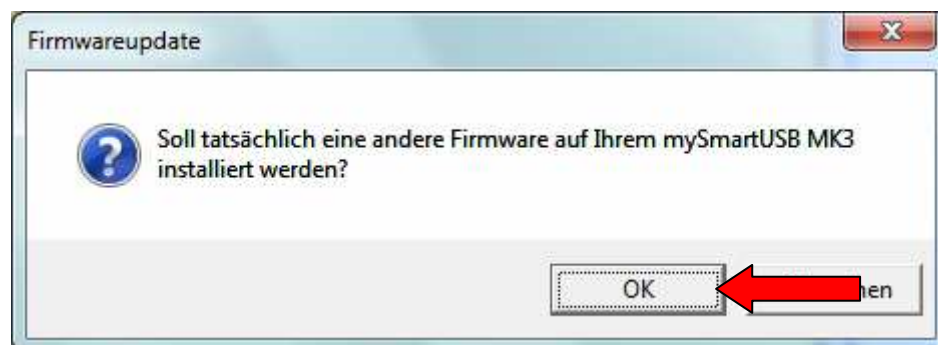 Firmwareupdate
Soll tatsächlich eine andere Firmware auf Ihrem mySmartUSB MK3
installiert werden?
OK